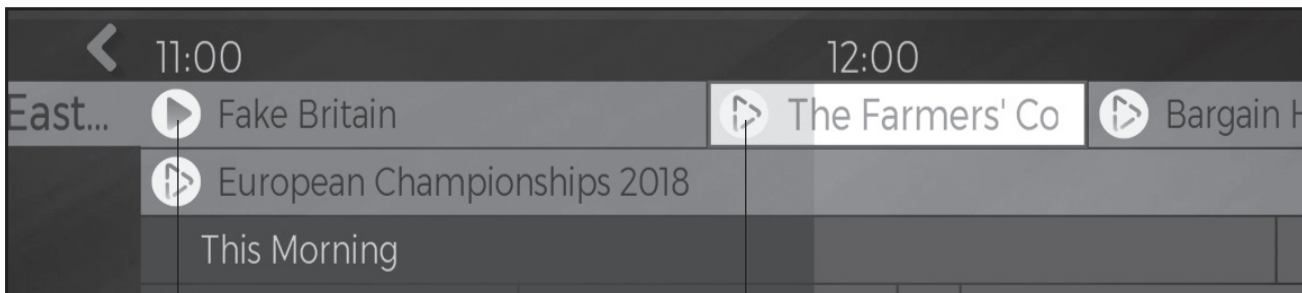 11:00 12:00
East... Fake Britain The Farmers' Co Bargain H
European Championships 2018
This Morning